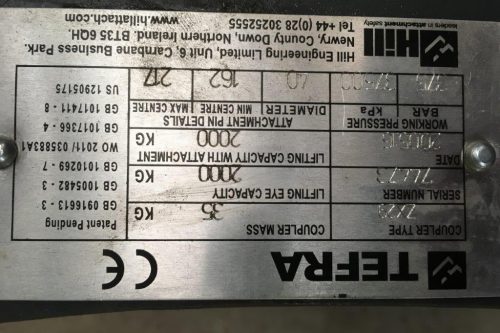 TEFRA
CE
COUPLER TYPE
COUPLER MASS
35 KG
SERIAL NUMBER
LIFTING EYE CAPACITY
2000 KG
DATE
LIFTING CAPACITY WITH ATTACHMENT
2000 KG
WORKING PRESSURE
ATTACHMENT PIN DETAILS
BAR
kPa
DIAMETER
MIN CENTRE
MAX CENTRE
40
162
217
Patent Pending
GB 0916613 - 3
GB 1005482 - 3
GB 1010269 - 7
WO 2011/ 033883A1
GB 1017366 - 4
GB 1017411 - 8
US 12905175
Hill
leaders in attachment safety
Hill Engineering Limited, Unit 6, Carnbane Business Park.
Newry, County Down, Northern Ireland. BT35 6QH.
Tel +44 (0)28 30252555
www.hillattach.com